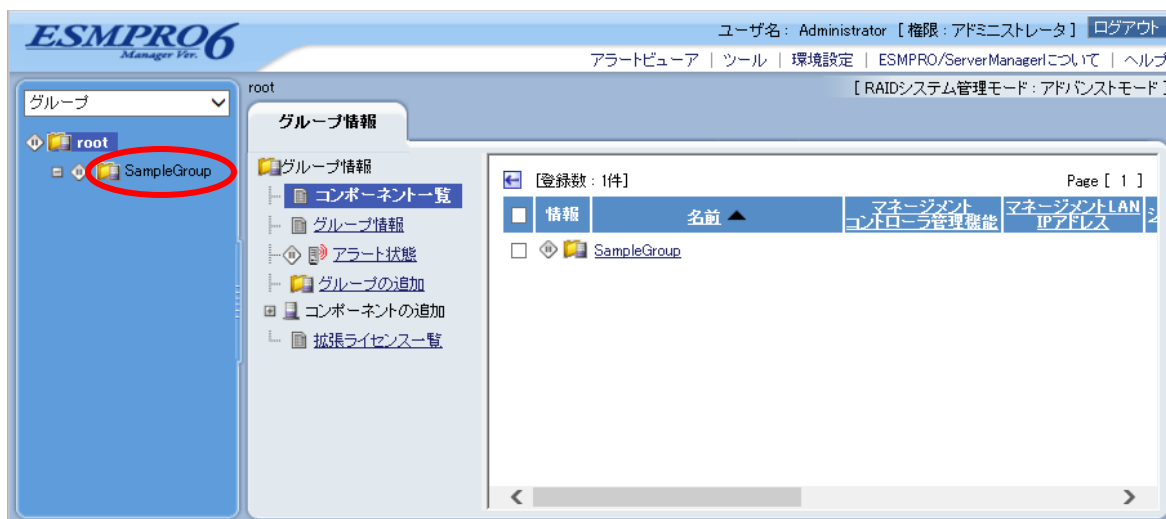 ESMPRO6
Manager Ver.
ユーザ名： Administrator [ 権限：アドミニストレータ ] ログアウト
アラートビューア | ツール | 環境設定 | ESMPRO/ServerManagerについて | ヘルプ
グループ
root
[ RAIDシステム管理モード：アドバンストモード ]
グループ情報
root
SampleGroup
グループ情報
コンポーネント一覧
グループ情報
アラート状態
グループの追加
コンポーネントの追加
拡張ライセンス一覧
[登録数：1件]
Page [ 1 ]
情報 名前▲ マネージメント コントローラ管理機能 マネージメントLAN IPアドレス
SampleGroup